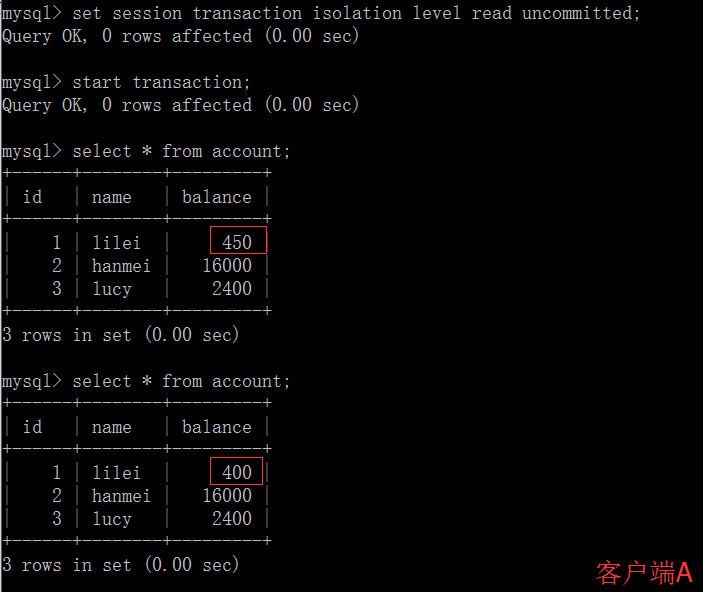 mysql> set session transaction isolation level read uncommitted;
Query OK, 0 rows affected (0.00 sec)
mysql> start transaction;
Query OK, 0 rows affected (0.00 sec)
mysql> select * from account;
+------+--------+---------+
| id   | name   | balance |
+------+--------+---------+
|    1 | lilei  |     450 |
|    2 | hanmei |   16000 |
|    3 | lucy   |    2400 |
+------+--------+---------+
3 rows in set (0.00 sec)
mysql> select * from account;
+------+--------+---------+
| id   | name   | balance |
+------+--------+---------+
|    1 | lilei  |     400 |
|    2 | hanmei |   16000 |
|    3 | lucy   |    2400 |
+------+--------+---------+
3 rows in set (0.00 sec)
客户端A